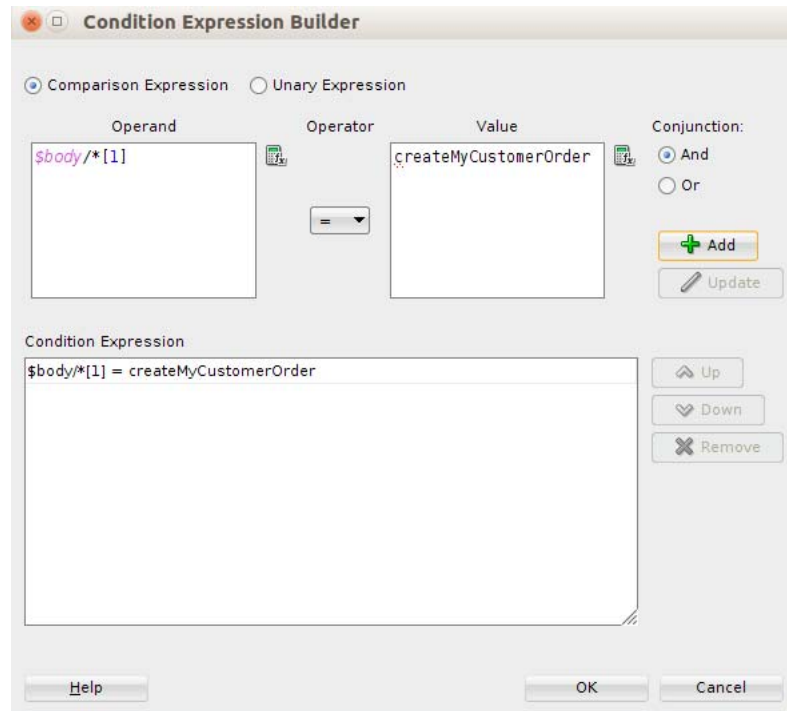 Condition Expression Builder
Comparison Expression Unary Expression
Operand Operator Value Conjunction:
$body/*[1] = createMyCustomerOrder And
Or
Add
Update
Condition Expression
$body/*[1] = createMyCustomerOrder
Up
Down
Remove
Help OK Cancel